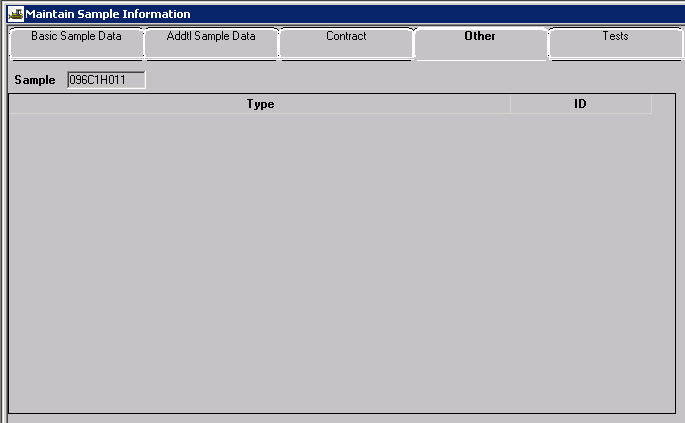 Maintain Sample Information
Basic Sample Data Addtl Sample Data Contract Other Tests
Sample 096C1H011
Type ID